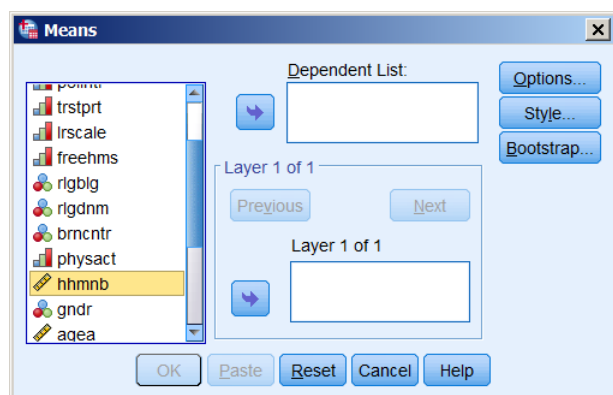 Means
polintr
trstprt
lrscale
freehms
rlgblg
rlgdnm
brncntr
physact
hhmnb
gndr
agea
Dependent List:
Options...
Style...
Bootstrap...
Layer 1 of 1
Previous
Next
Layer 1 of 1
OK
Paste
Reset
Cancel
Help